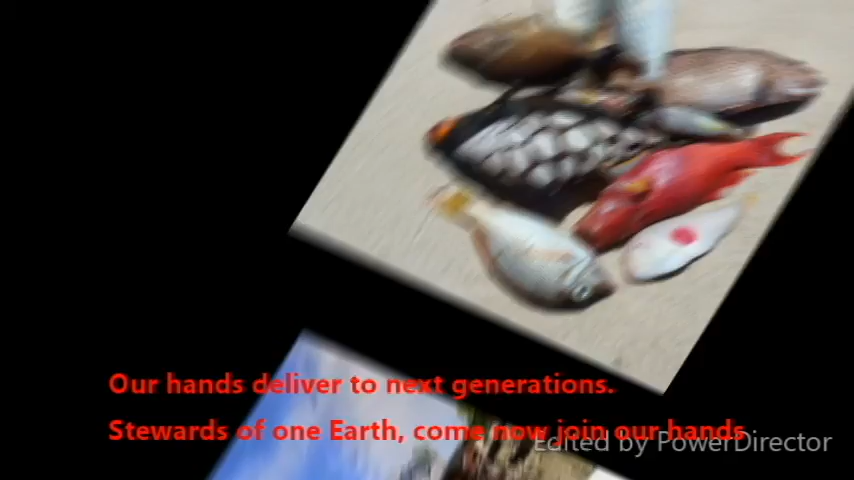 Our hands deliver to next generations.
Stewards of one Earth, come now join our hands
Edited by PowerDirector